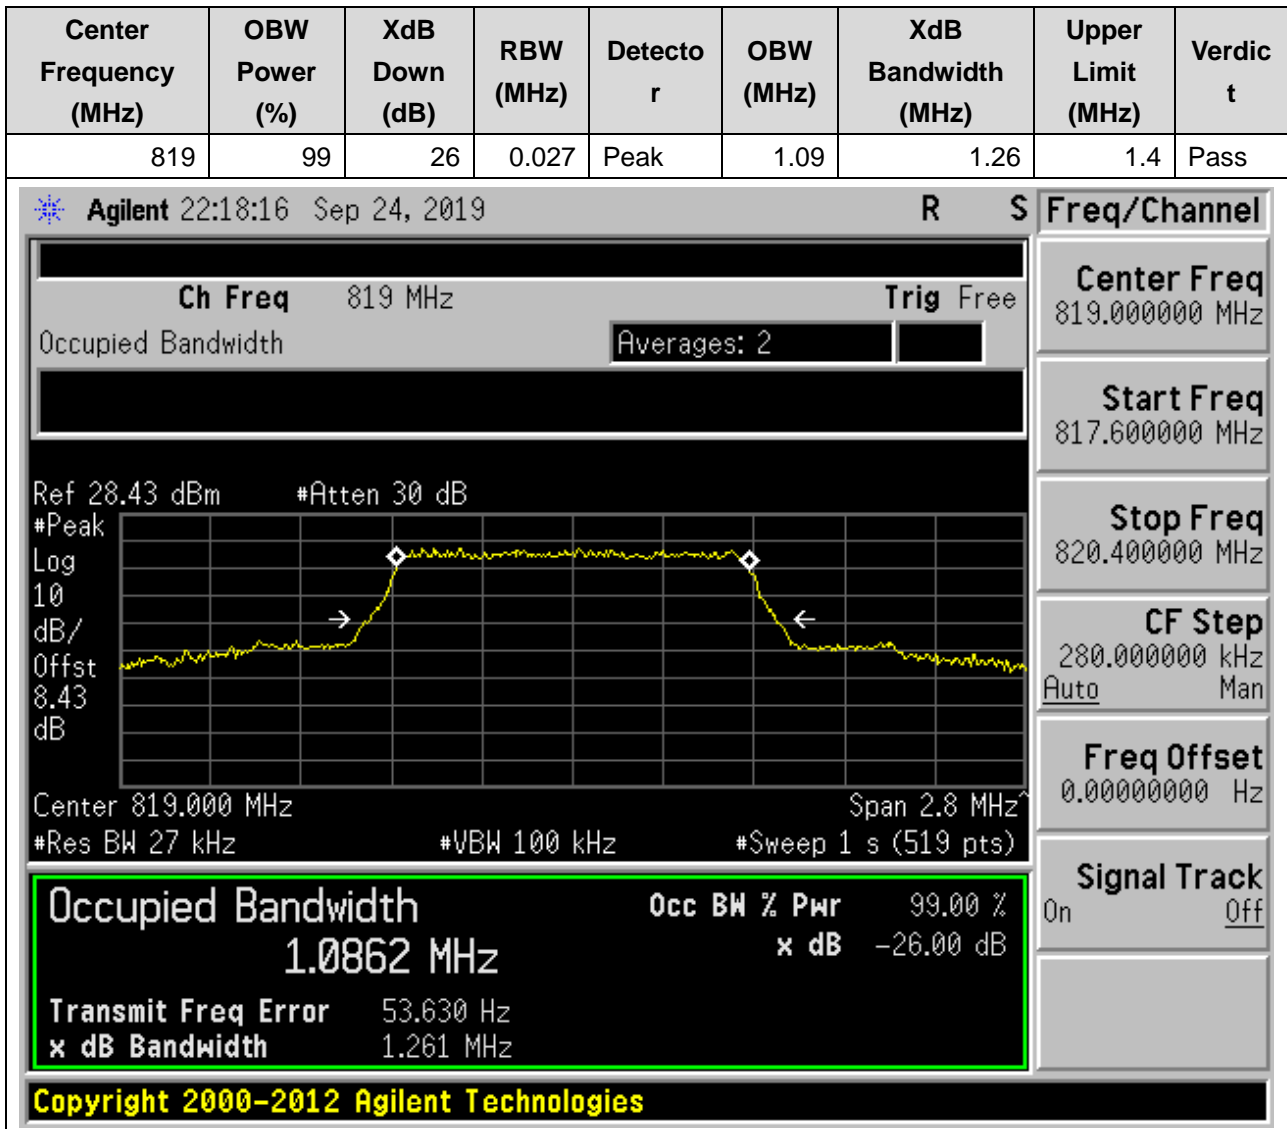 Center Frequency (MHz) OBW Power (%) XdB Down (dB) RBW (MHz) Detecto r OBW (MHz) XdB Bandwidth (MHz) Upper Limit (MHz) Verdic t
819 99 26 0.027 Peak 1.09 1.26 1.4 Pass
Agilent 22:18:16 Sep 24, 2019 R S Freq/Channel
Ch Freq 819 MHz Trig Free
Occupied Bandwidth Averages: 2
Center Freq
819.000000 MHz
Start Freq
817.600000 MHz
Stop Freq
820.400000 MHz
CF Step
280.000000 kHz
Auto Man
Freq Offset
0.00000000 Hz
Signal Track
On Off
Ref 28.43 dBm #Atten 30 dB
#Peak
Log
10
dB/
Offst
8.43
dB
Center 819.000 MHz Span 2.8 MHz^
#Res BW 27 kHz #VBW 100 kHz #Sweep 1 s (519 pts)
Occupied Bandwidth Occ BW % Pwr 99.00 %
1.0862 MHz x dB -26.00 dB
Transmit Freq Error 53.630 Hz
x dB Bandwidth 1.261 MHz
Copyright 2000-2012 Agilent Technologies